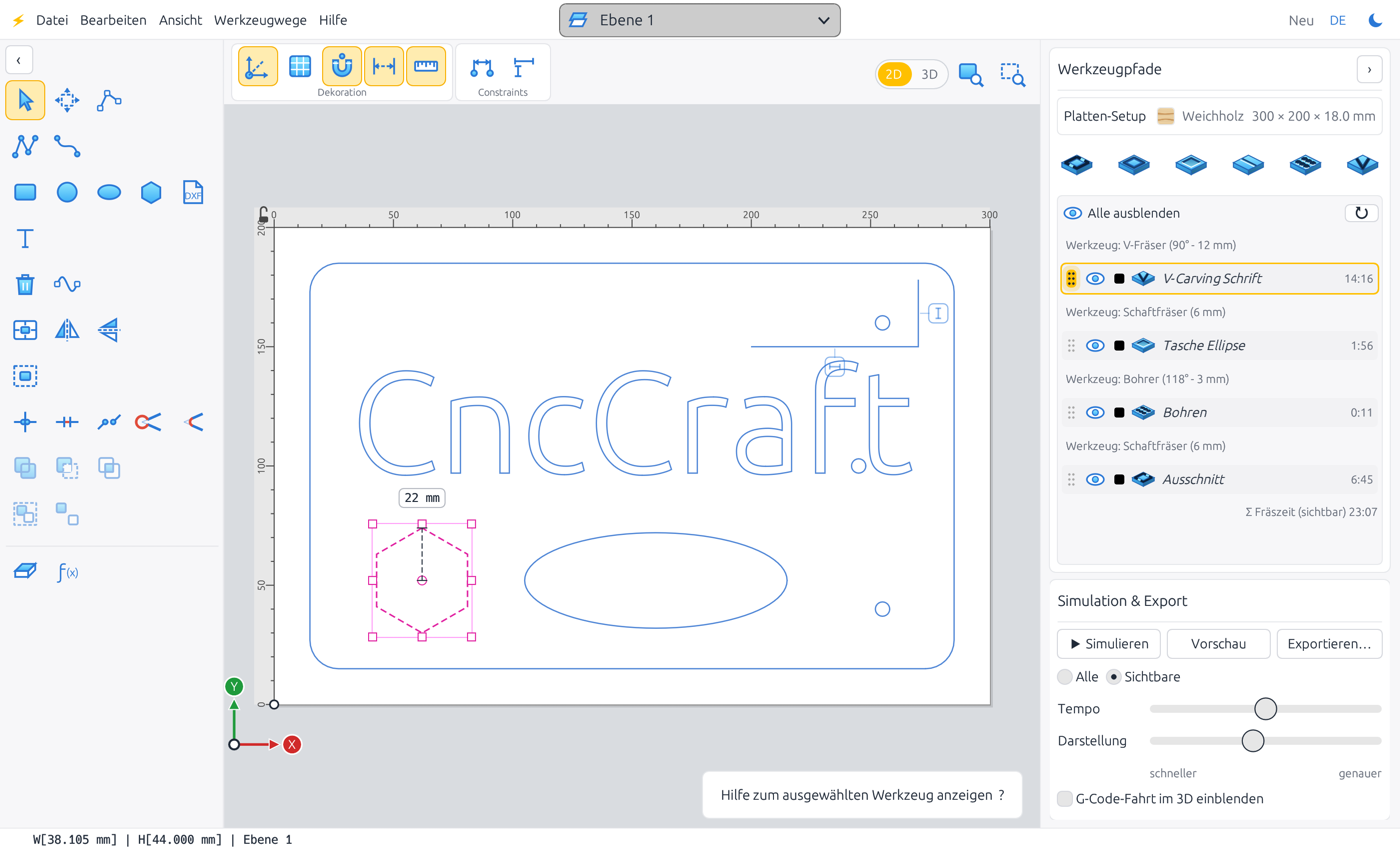 Datei Bearbeiten Ansicht Werkzeugwege Hilfe
Ebene 1
Neu DE
Dekoration
Constraints
2D 3D
DXF
T
f(x)
0 50 100 150 200 250 300
200
150
100
50
0
CncCraft
22 mm
Y
X
Hilfe zum ausgewählten Werkzeug anzeigen ?
Werkzeugpfade
Platten-Setup Weichholz 300 × 200 × 18.0 mm
Alle ausblenden
Werkzeug: V-Fräser (90° - 12 mm)
V-Carving Schrift 14:16
Werkzeug: Schaftfräser (6 mm)
Tasche Ellipse 1:56
Werkzeug: Bohrer (118° - 3 mm)
Bohren 0:11
Werkzeug: Schaftfräser (6 mm)
Ausschnitt 6:45
Σ Fräszeit (sichtbar) 23:07
Simulation & Export
Simulieren Vorschau Exportieren…
Alle Sichtbare
Tempo
Darstellung
schneller genauer
G-Code-Fahrt im 3D einblenden
W[38.105 mm] | H[44.000 mm] | Ebene 1